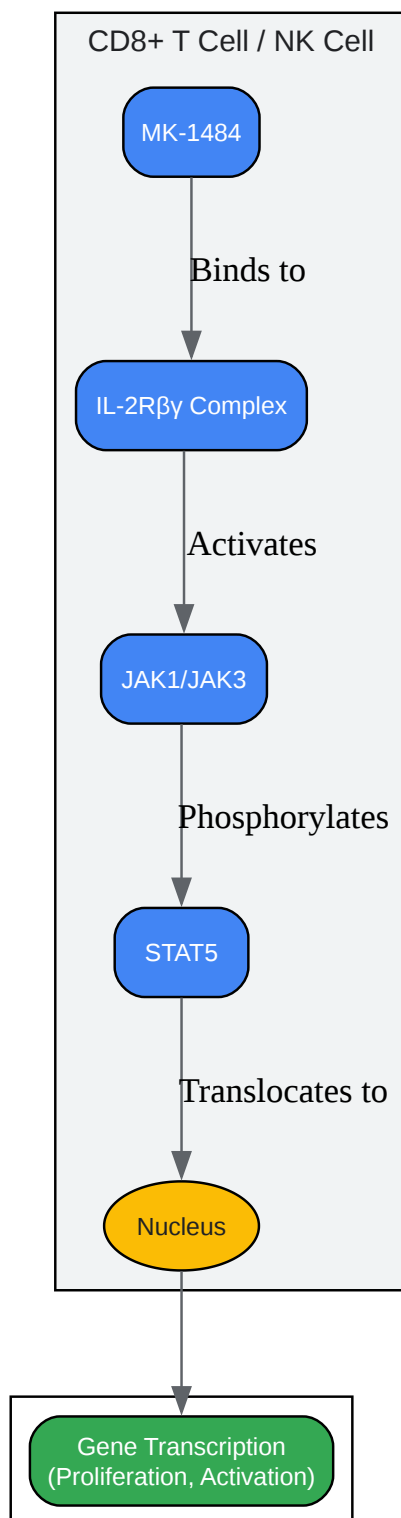 CD8+ T Cell / NK Cell
MK-1484
Binds to
IL-2Rβγ Complex
Activates
JAK1/JAK3
Phosphorylates
STAT5
Translocates to
Nucleus
Gene Transcription
(Proliferation, Activation)